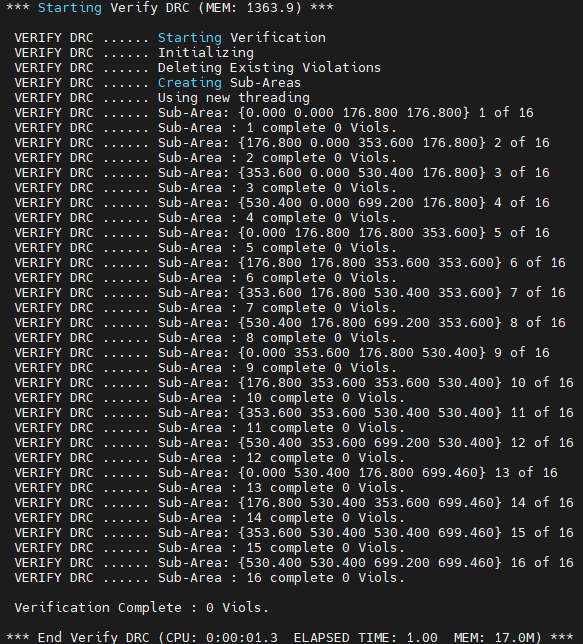 *** Starting Verify DRC (MEM: 1363.9) ***
VERIFY DRC ...... Starting Verification
VERIFY DRC ...... Initializing
VERIFY DRC ...... Deleting Existing Violations
VERIFY DRC ...... Creating Sub-Areas
VERIFY DRC ...... Using new threading
VERIFY DRC ...... Sub-Area: {0.000 0.000 176.800 176.800} 1 of 16
VERIFY DRC ...... Sub-Area : 1 complete 0 Viols.
VERIFY DRC ...... Sub-Area: {176.800 0.000 353.600 176.800} 2 of 16
VERIFY DRC ...... Sub-Area : 2 complete 0 Viols.
VERIFY DRC ...... Sub-Area: {353.600 0.000 530.400 176.800} 3 of 16
VERIFY DRC ...... Sub-Area : 3 complete 0 Viols.
VERIFY DRC ...... Sub-Area: {530.400 0.000 699.200 176.800} 4 of 16
VERIFY DRC ...... Sub-Area : 4 complete 0 Viols.
VERIFY DRC ...... Sub-Area: {0.000 176.800 176.800 353.600} 5 of 16
VERIFY DRC ...... Sub-Area : 5 complete 0 Viols.
VERIFY DRC ...... Sub-Area: {176.800 176.800 353.600 353.600} 6 of 16
VERIFY DRC ...... Sub-Area : 6 complete 0 Viols.
VERIFY DRC ...... Sub-Area: {353.600 176.800 530.400 353.600} 7 of 16
VERIFY DRC ...... Sub-Area : 7 complete 0 Viols.
VERIFY DRC ...... Sub-Area: {530.400 176.800 699.200 353.600} 8 of 16
VERIFY DRC ...... Sub-Area : 8 complete 0 Viols.
VERIFY DRC ...... Sub-Area: {0.000 353.600 176.800 530.400} 9 of 16
VERIFY DRC ...... Sub-Area : 9 complete 0 Viols.
VERIFY DRC ...... Sub-Area: {176.800 353.600 353.600 530.400} 10 of 16
VERIFY DRC ...... Sub-Area : 10 complete 0 Viols.
VERIFY DRC ...... Sub-Area: {353.600 353.600 530.400 530.400} 11 of 16
VERIFY DRC ...... Sub-Area : 11 complete 0 Viols.
VERIFY DRC ...... Sub-Area: {530.400 353.600 699.200 530.400} 12 of 16
VERIFY DRC ...... Sub-Area : 12 complete 0 Viols.
VERIFY DRC ...... Sub-Area: {0.000 530.400 176.800 699.460} 13 of 16
VERIFY DRC ...... Sub-Area : 13 complete 0 Viols.
VERIFY DRC ...... Sub-Area: {176.800 530.400 353.600 699.460} 14 of 16
VERIFY DRC ...... Sub-Area : 14 complete 0 Viols.
VERIFY DRC ...... Sub-Area: {353.600 530.400 530.400 699.460} 15 of 16
VERIFY DRC ...... Sub-Area : 15 complete 0 Viols.
VERIFY DRC ...... Sub-Area: {530.400 530.400 699.200 699.460} 16 of 16
VERIFY DRC ...... Sub-Area : 16 complete 0 Viols.
Verification Complete : 0 Viols.
*** End Verify DRC (CPU: 0:00:01.3  ELAPSED TIME: 1.00  MEM: 17.0M) ***